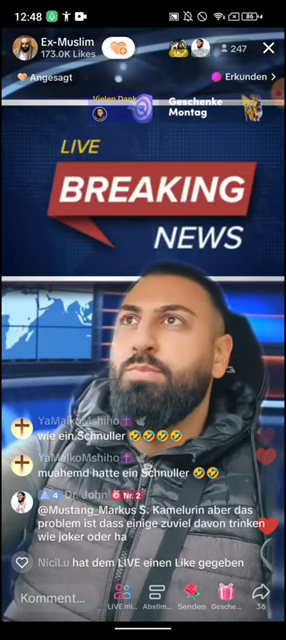 12:48
86
Ex-Muslim
173.0K Likes
247
Angesagt
Erkunden >
Vielen Dank
Geschenke
Montag
LIVE
BREAKING
NEWS
YaMalkoMshiho
wie ein Schnuller 🤣🤣🤣🤣
YaMalkoMshiho
muahemd hatte ein Schnuller 🤣🤣
4 Dr. John Nr. 2
@Mustang_Markus S. Kamelurin aber das
problem ist dass einige zuviel davon trinken
wie joker oder ha
NiciLu hat dem LIVE einen Like gegeben
Komment...
LIVE mi...
Abstim...
Senden
Gesche...
36